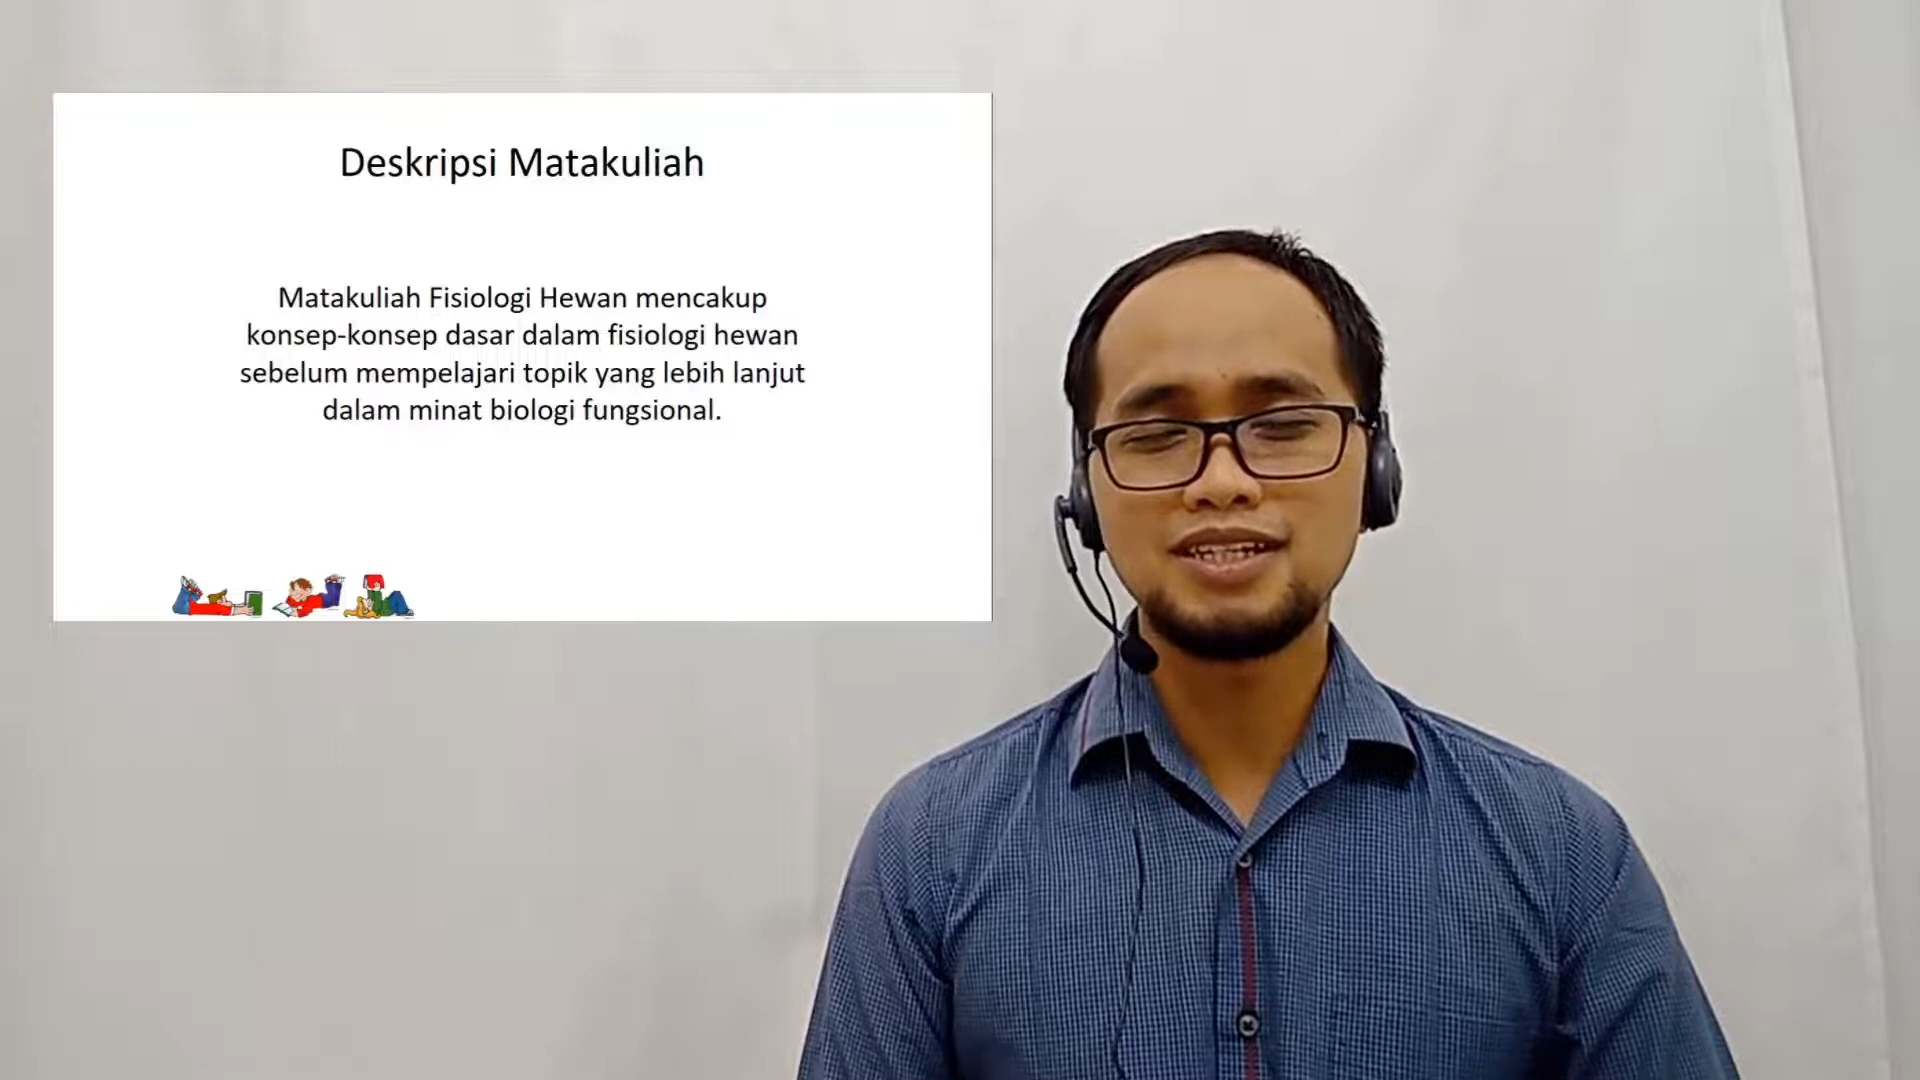 Deskripsi Matakuliah
Matakuliah Fisiologi Hewan mencakup
konsep-konsep dasar dalam fisiologi hewan
sebelum mempelajari topik yang lebih lanjut
dalam minat biologi fungsional.